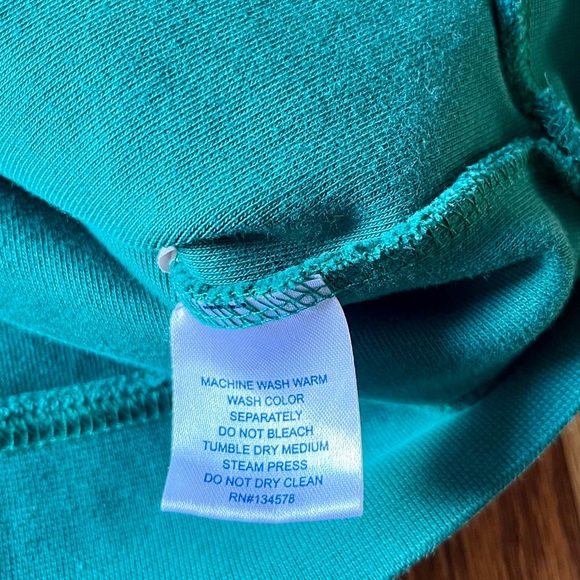 MACHINE WASH WARM
WASH COLOR
SEPARATELY
DO NOT BLEACH
TUMBLE DRY MEDIUM
STEAM PRESS
DO NOT DRY CLEAN
RN#134578